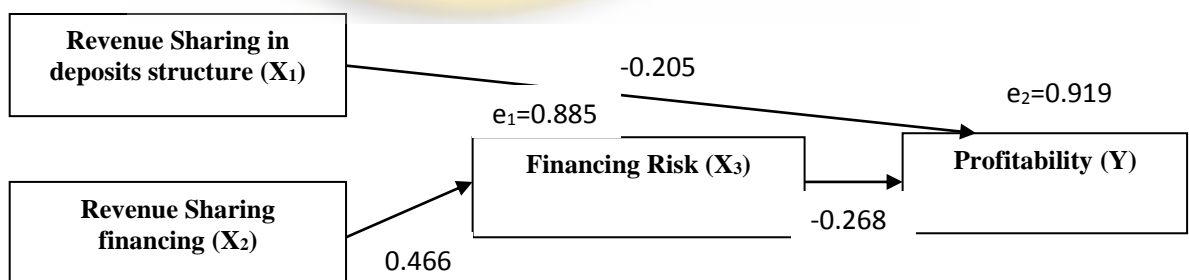 Revenue Sharing in
deposits structure (X₁)
-0.205
e₂=0.919
e₁=0.885
Financing Risk (X₃)
Profitability (Y)
Revenue Sharing
financing (X₂)
-0.268
0.466